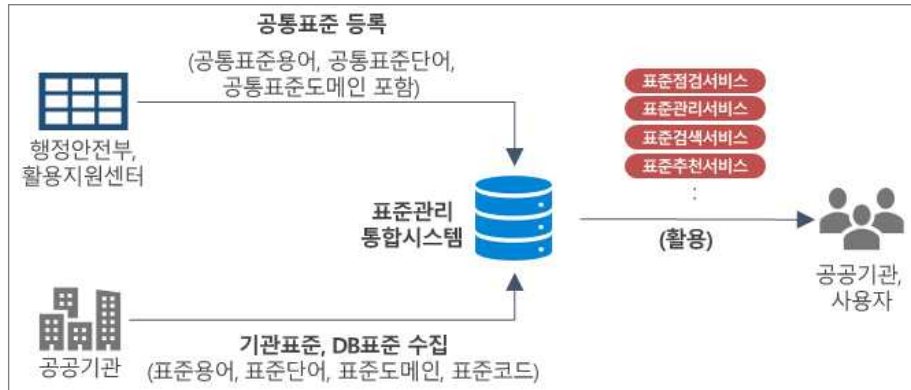 공통표준 등록
(공통표준용어, 공통표준단어,
공통표준도메인 포함)
행정안전부,
활용지원센터
표준점검서비스
표준관리서비스
표준검색서비스
표준추천서비스
:
표준관리
통합시스템
(활용)
공공기관,
사용자
공공기관
기관표준, DB표준 수집
(표준용어, 표준단어, 표준도메인, 표준코드)